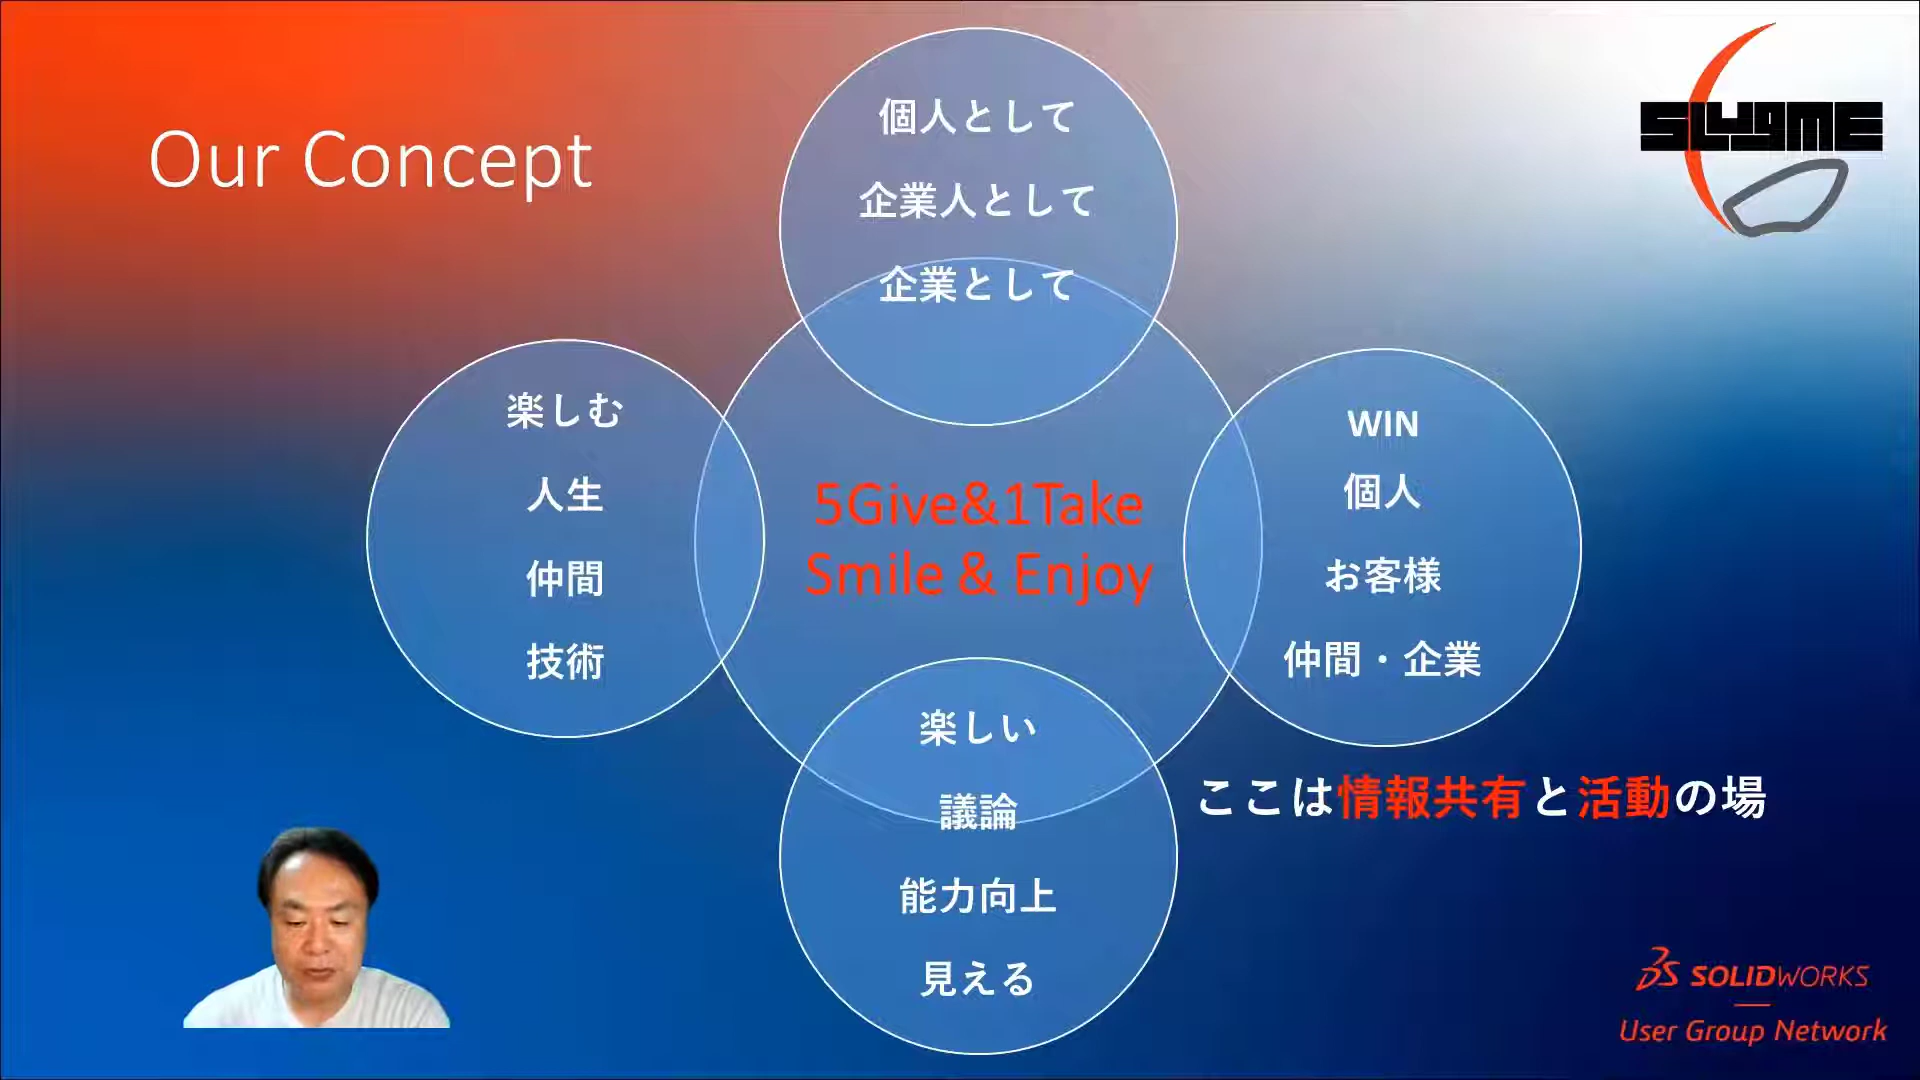 Our Concept
個人として
企業人として
企業として
SLUGME
楽しむ
人生
仲間
技術
5Give&1Take
Smile & Enjoy
WIN
個人
お客様
仲間・企業
楽しい
議論
能力向上
見える
ここは情報共有と活動の場
SOLIDWORKS
User Group Network